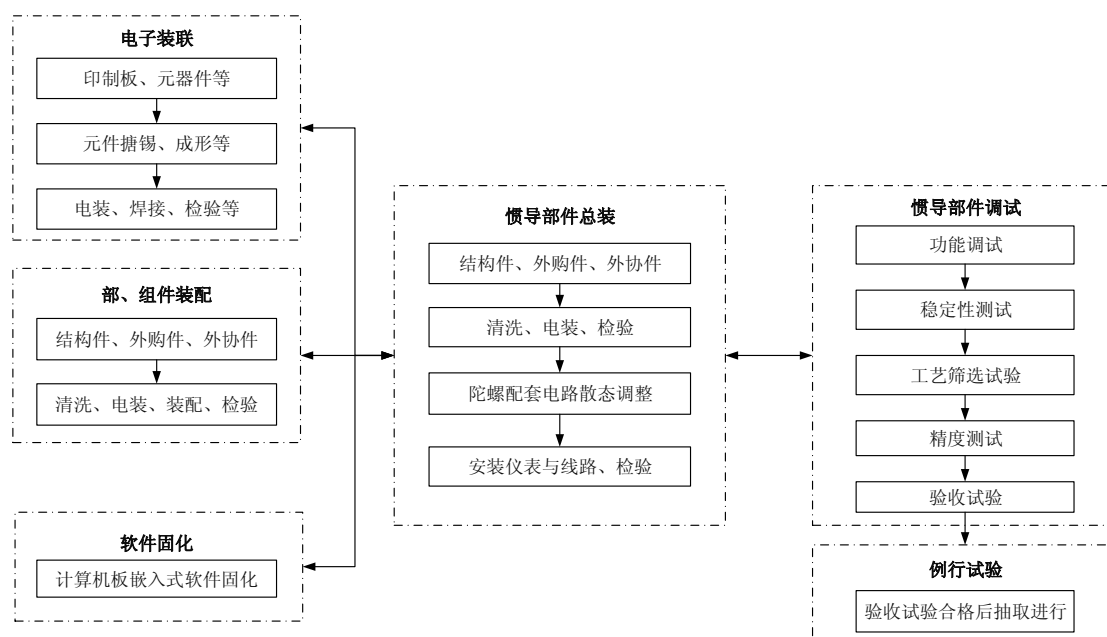 电子装联
印制板、元器件等
元件搪锡、成形等
电装、焊接、检验等
部、组件装配
结构件、外购件、外协件
清洗、电装、装配、检验
软件固化
计算机板嵌入式软件固化
惯导部件总装
结构件、外购件、外协件
清洗、电装、检验
陀螺配套电路散态调整
安装仪表与线路、检验
惯导部件调试
功能调试
稳定性测试
工艺筛选试验
精度测试
验收试验
例行试验
验收试验合格后抽取进行